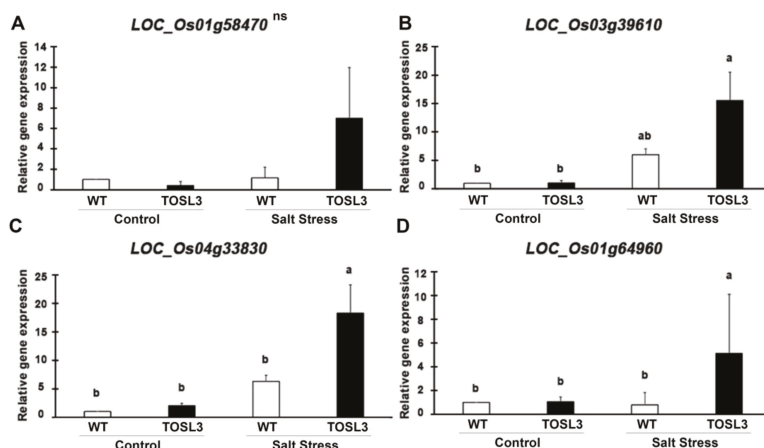 A
LOC_Os01g58470 ns
Relative gene expression
14
12
10
8
6
4
2
0
WT TOSL3 WT TOSL3
Control Salt Stress
B
LOC_Os03g39610
Relative gene expression
25
20
15
10
5
0
b b ab a
WT TOSL3 WT TOSL3
Control Salt Stress
C
LOC_Os04g33830
Relative gene expression
25
20
15
10
5
0
b b b a
WT TOSL3 WT TOSL3
Control Salt Stress
D
LOC_Os01g64960
Relative gene expression
12
10
8
6
4
2
0
b b b a
WT TOSL3 WT TOSL3
Control Salt Stress